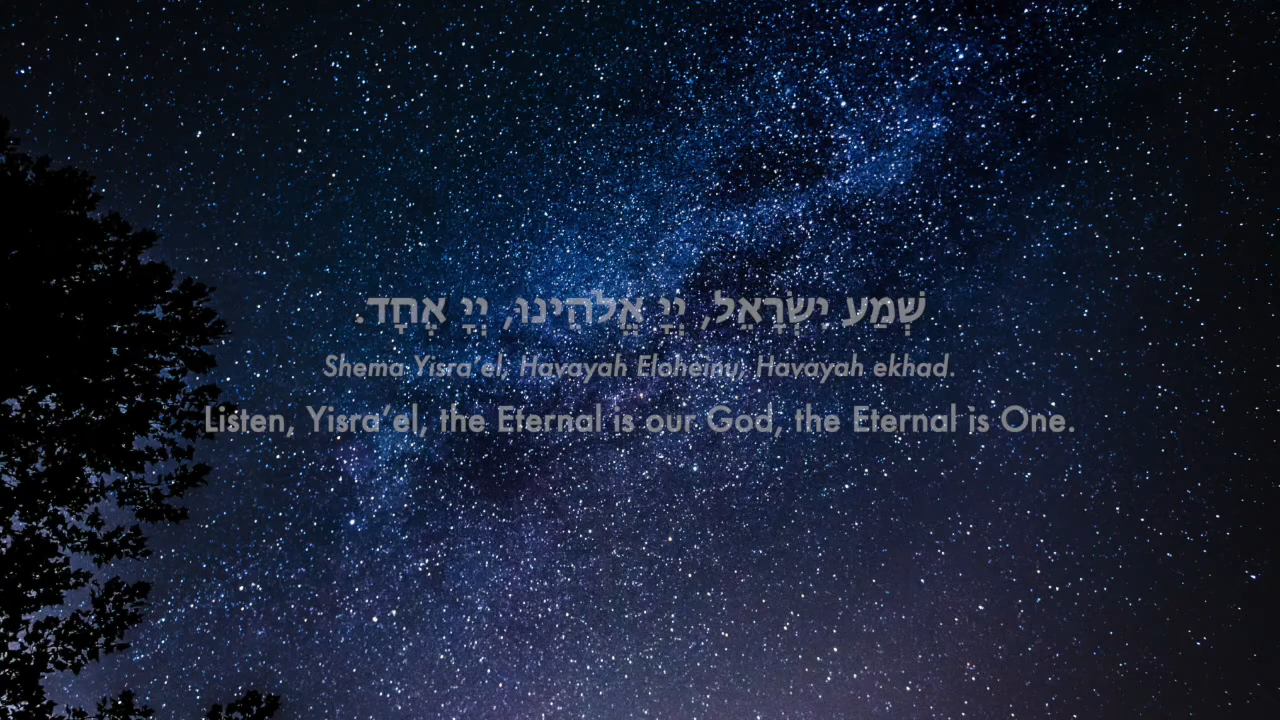 שְׁמַע יִשְׂרָאֵל, יְיָ אֱלֹהֵינוּ, יְיָ אֶחָד.
Shema Yisra’el, Havayah Eloheinu, Havayah ekhad.
Listen, Yisra’el, the Eternal is our God, the Eternal is One.